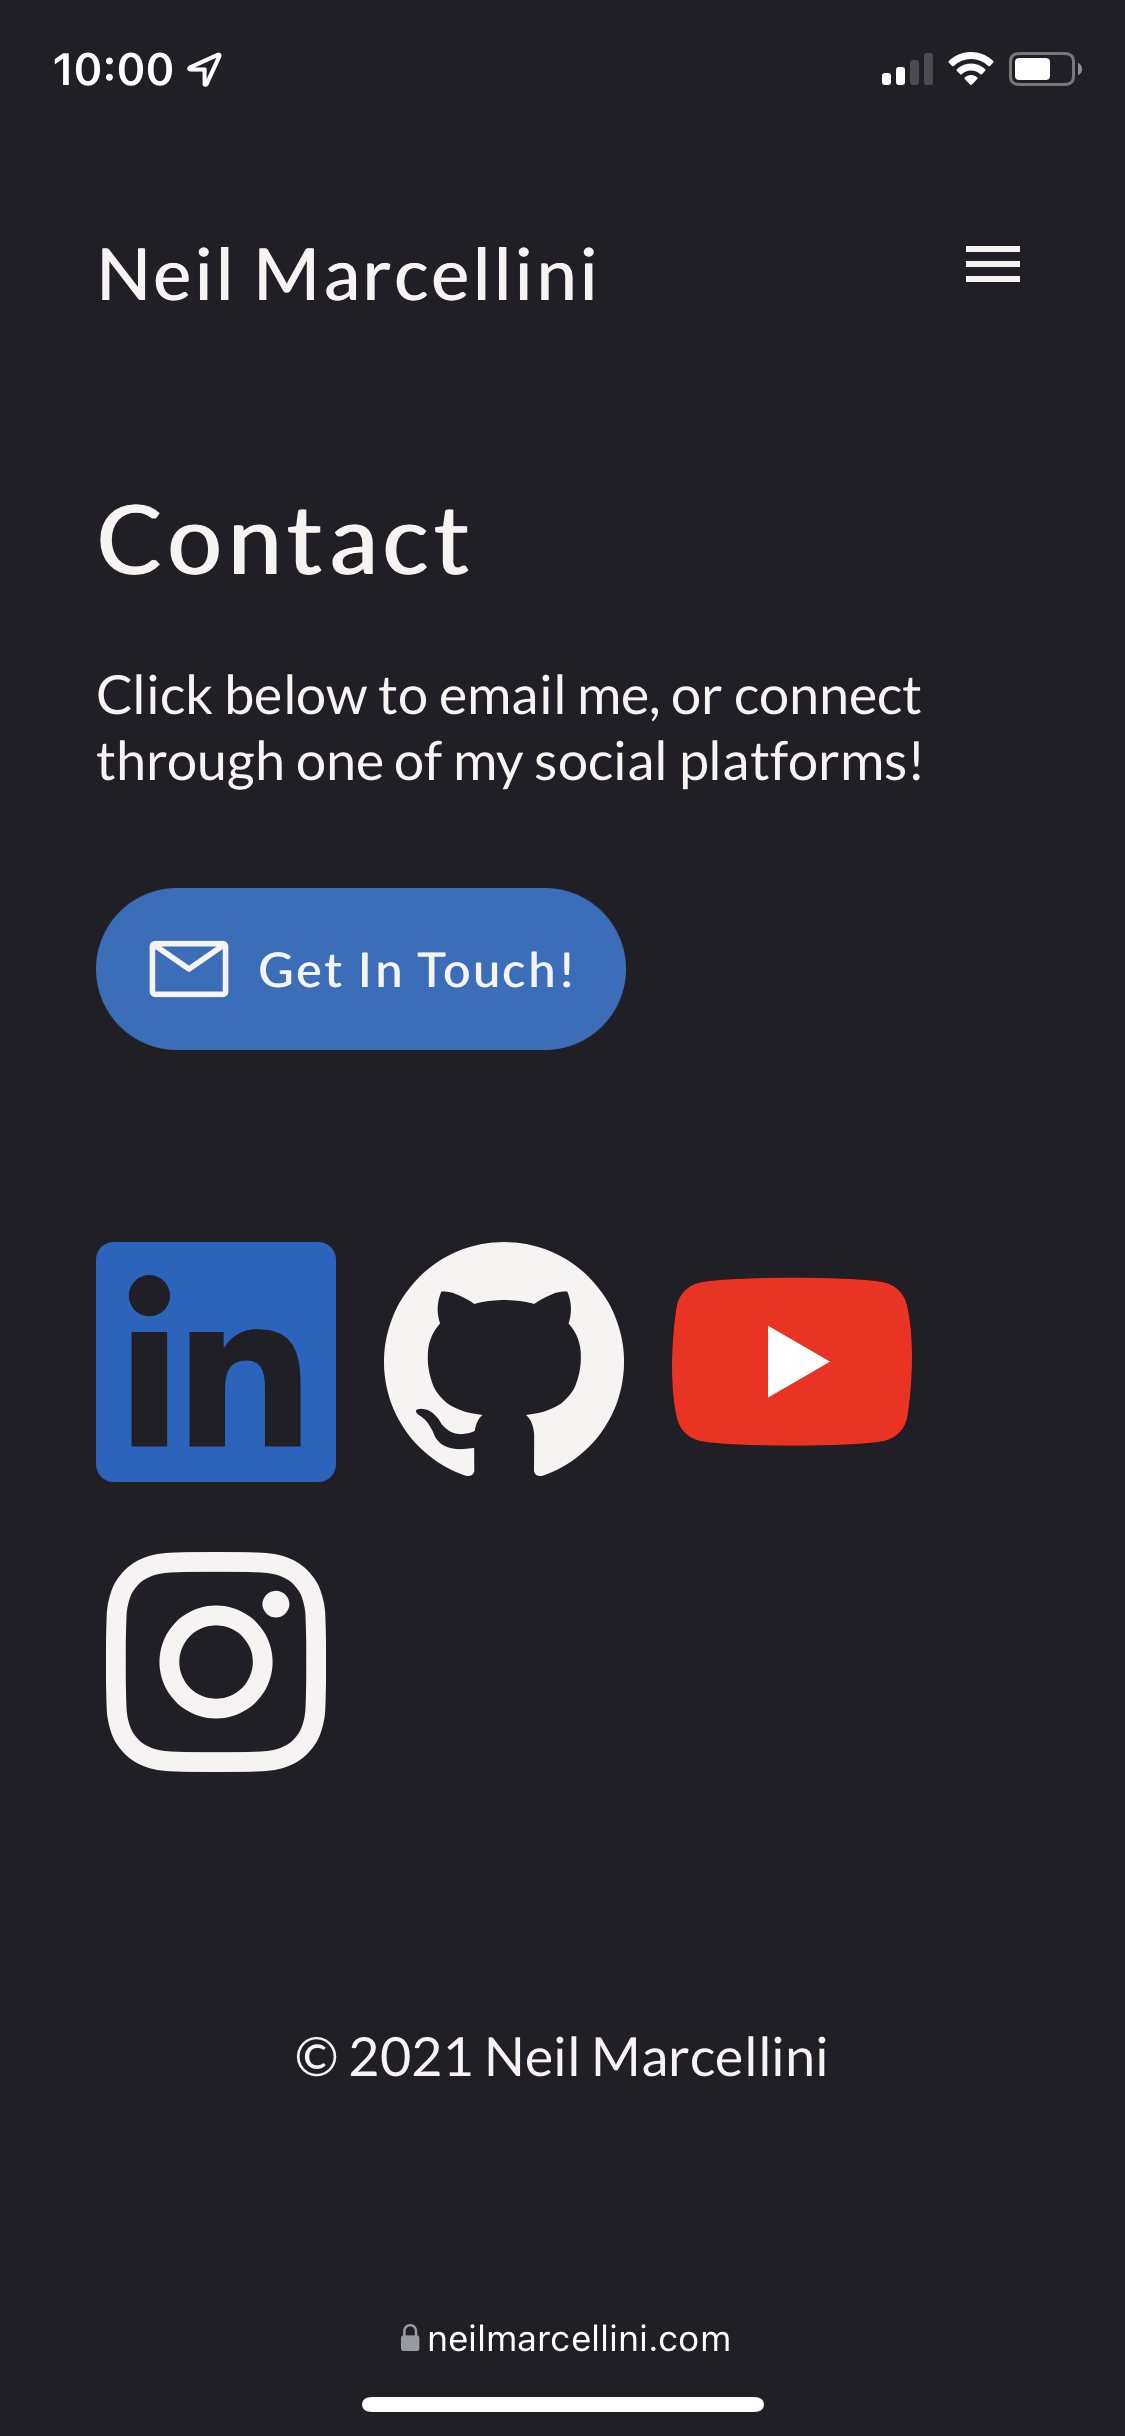 10:00
Neil Marcellini
Contact
Click below to email me, or connect
through one of my social platforms!
Get In Touch!
in
© 2021 Neil Marcellini
neilmarcellini.com